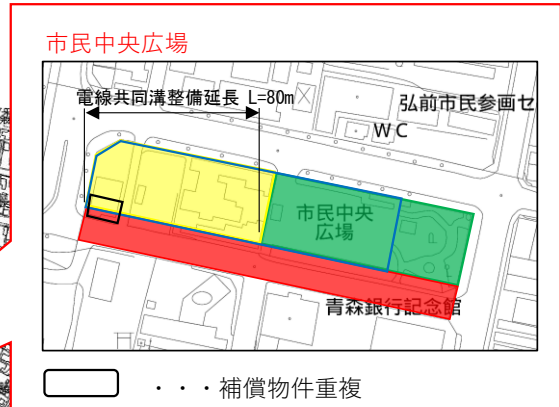 市民中央広場
電線共同溝整備延長 L=80m
弘前市民参画セ
WC
市民中央
広場
青森銀行記念館
・・・補償物件重複